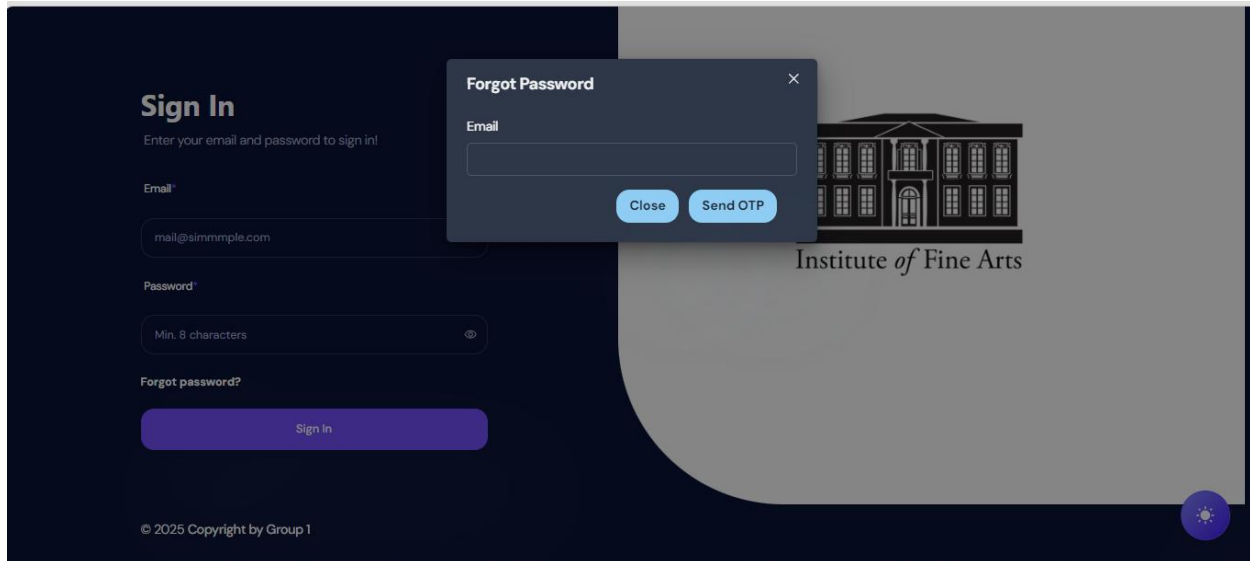 Sign In
Enter your email and password to sign in!
Email*
mail@simmmple.com
Password*
Min. 8 characters
Forgot password?
Sign In
© 2025 Copyright by Group 1
Forgot Password
Email
Close
Send OTP
Institute of Fine Arts